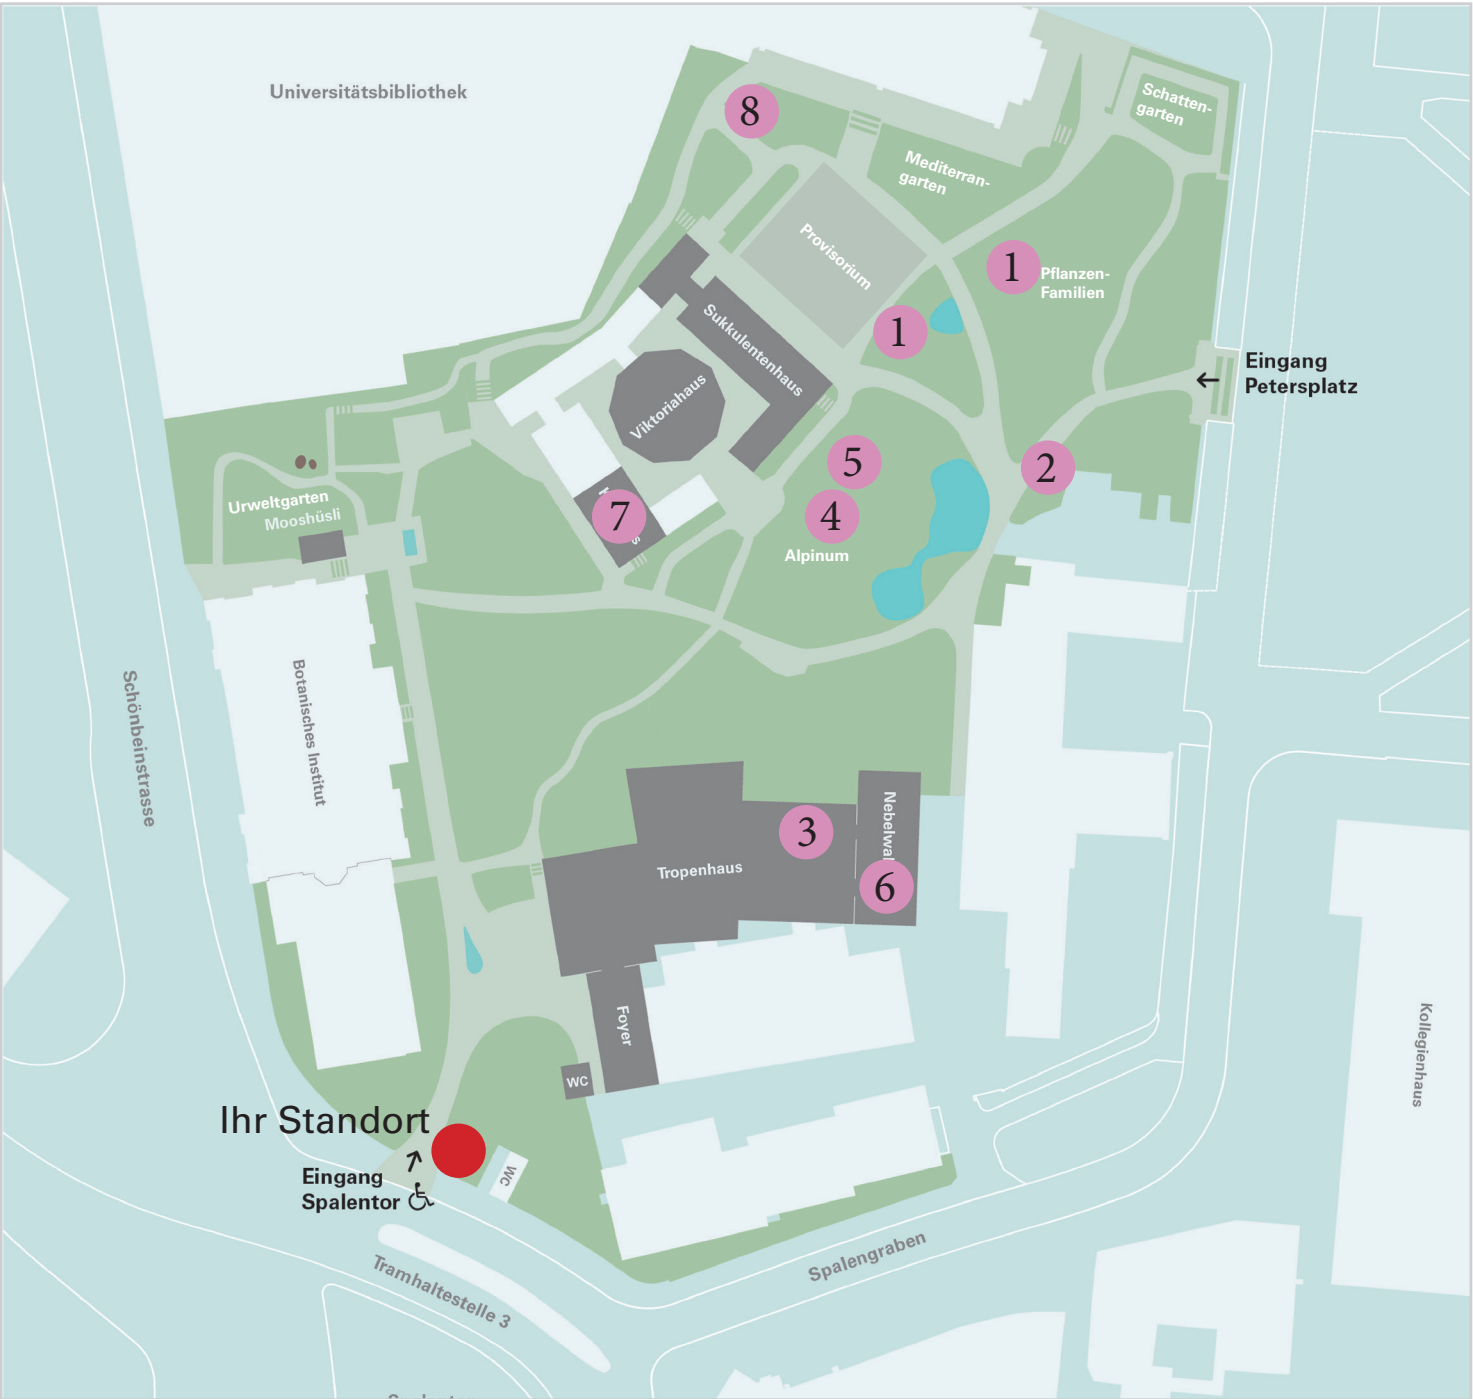 Universitätsbibliothek
8
Schatten-
garten
Mediterran-
garten
Provisorium
1
Pflanzen-
Familien
Sukkulentenhaus
1
Viktoriahaus
Eingang
Petersplatz
5
2
Urweltgarten
Mooshüsli
7
4
Alpinum
Botanisches Institut
Schönbeinstrasse
3
Tropenhaus
6
Foyer
Kollegienhaus
WC
Ihr Standort
Eingang
Spalentor
WC
Tramhaltestelle 3
Spalengraben